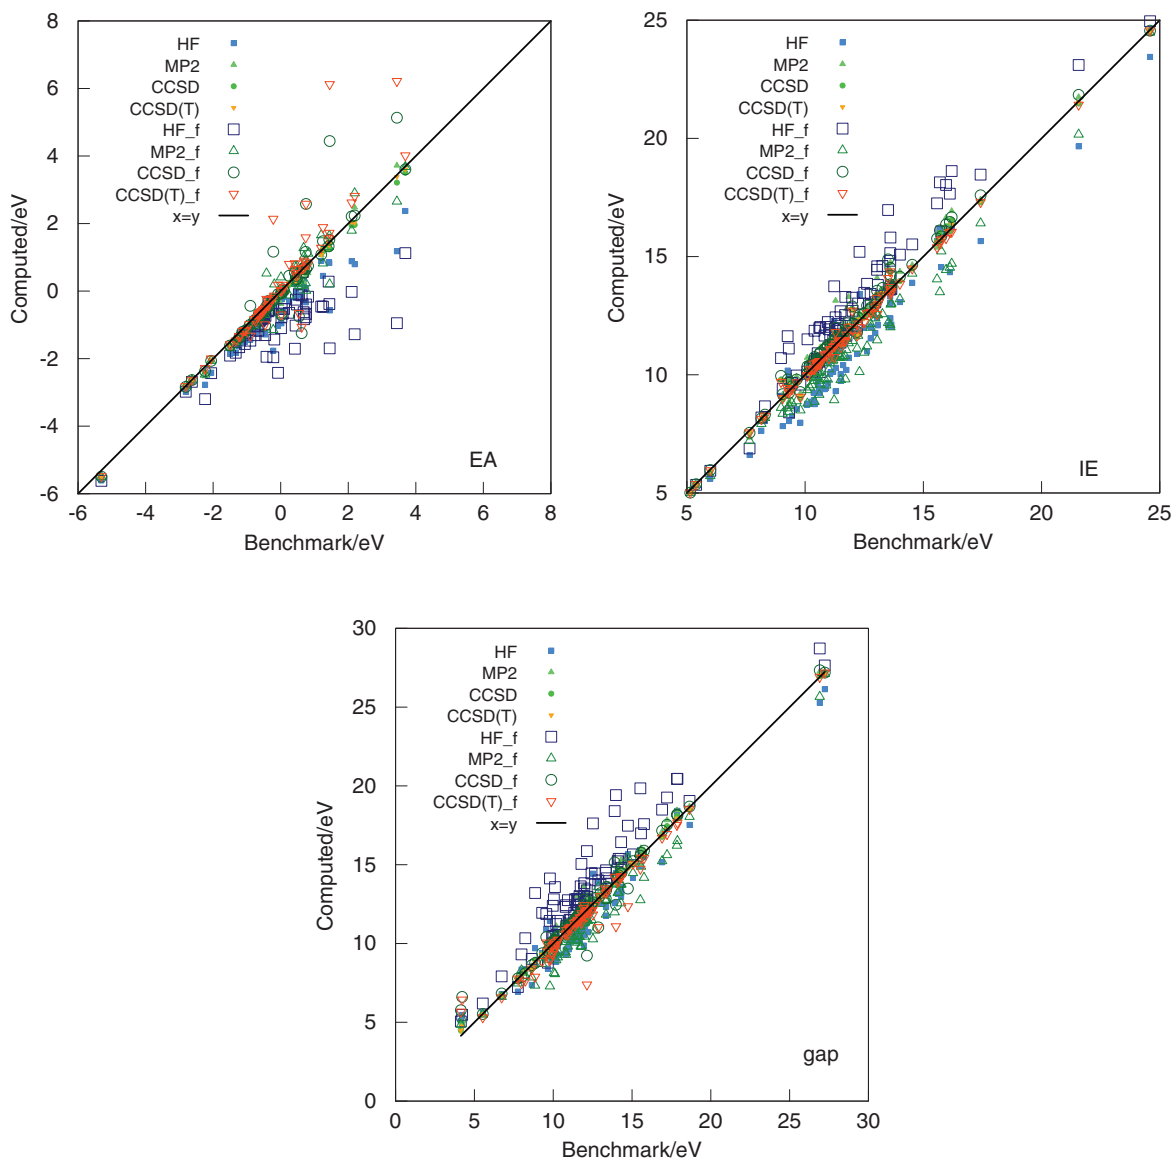 8
6
4
2
0
-2
-4
-6
-6
-4
-2
0
2
4
6
8
Computed/eV
Benchmark/eV
HF
MP2
CCSD
CCSD(T)
HF_f
MP2_f
CCSD_f
CCSD(T)_f
x=y
EA
25
20
15
10
5
5
10
15
20
25
Computed/eV
Benchmark/eV
HF
MP2
CCSD
CCSD(T)
HF_f
MP2_f
CCSD_f
CCSD(T)_f
x=y
IE
30
25
20
15
10
5
0
0
5
10
15
20
25
30
Computed/eV
Benchmark/eV
HF
MP2
CCSD
CCSD(T)
HF_f
MP2_f
CCSD_f
CCSD(T)_f
x=y
gap